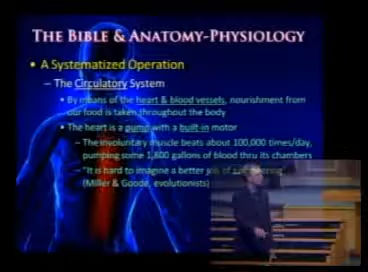 THE BIBLE & ANATOMY-PHYSIOLOGY
• A Systematized Operation
– The Circulatory System
• By means of the heart & blood vessels, nourishment from
our food is taken throughout the body
• The heart is a pump with a built-in motor
– The involuntary muscle beats about 100,000 times/day,
pumping some 1,800 gallons of blood thru its chambers
– "It is hard to imagine a better job of engineering"
(Miller & Goode, evolutionists)